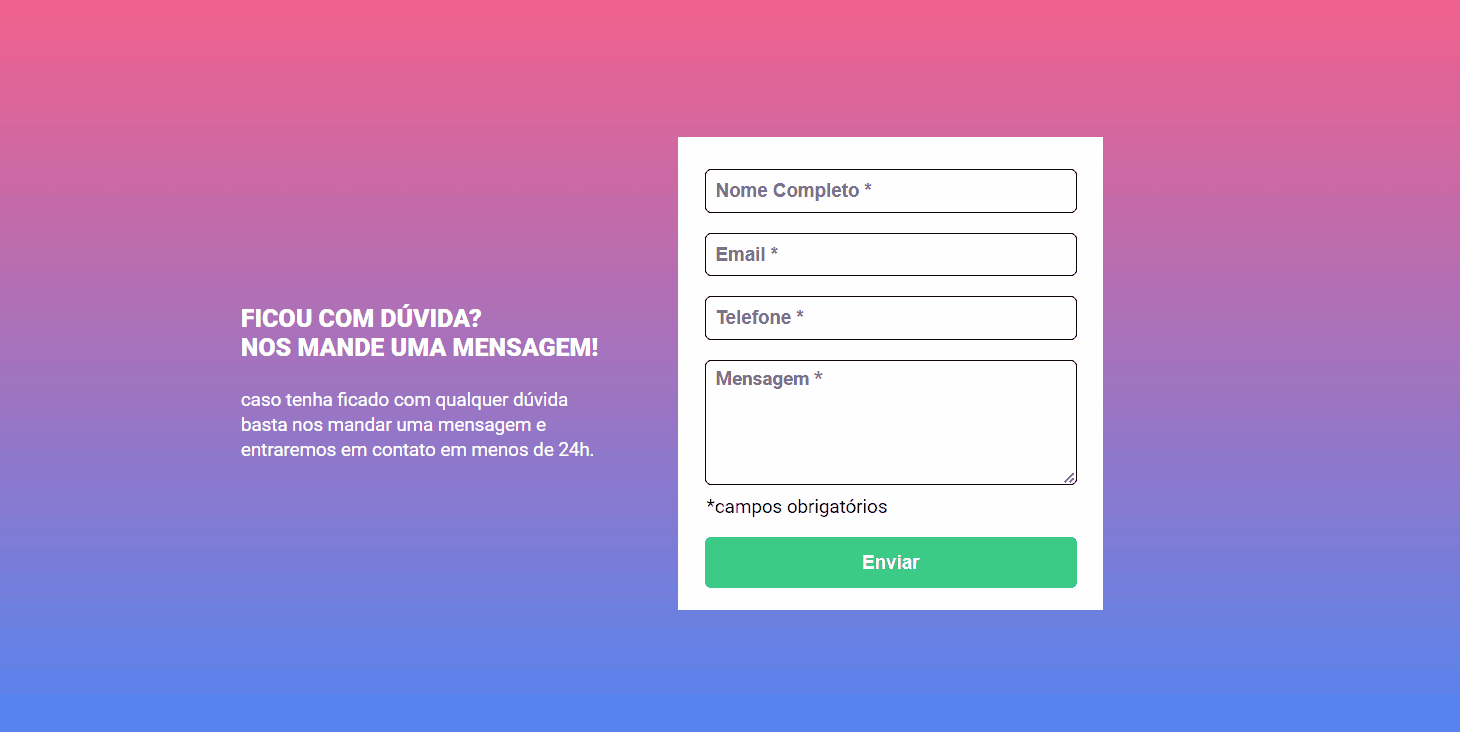 FICOU COM DÚVIDA?
NOS MANDE UMA MENSAGEM!
caso tenha ficado com qualquer dúvida
basta nos mandar uma mensagem e
entraremos em contato em menos de 24h.
Nome Completo *
Email *
Telefone *
Mensagem *
*campos obrigatórios
Enviar